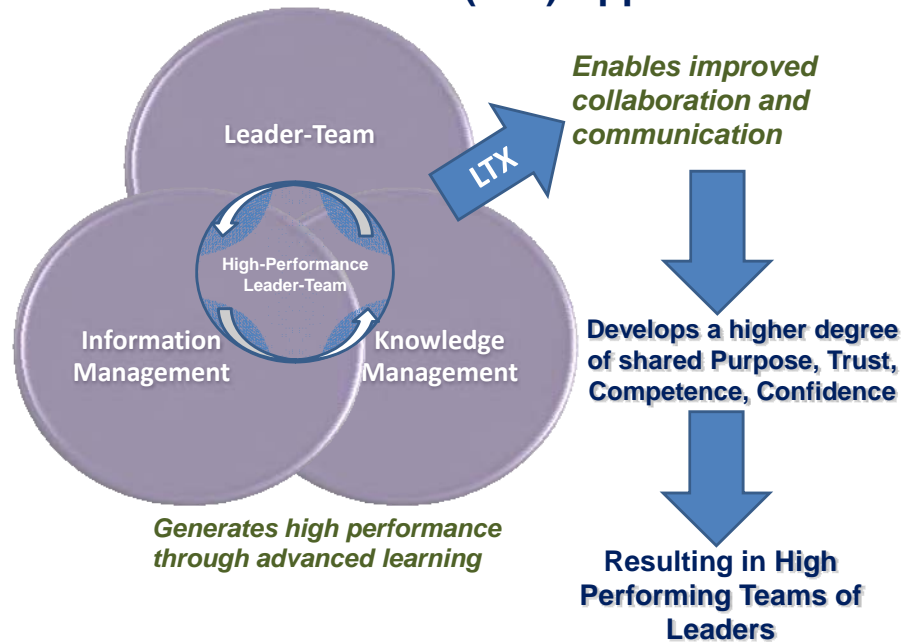 Leader-Team
LTX
Enables improved
collaboration and
communication
High-Performance
Leader-Team
Information
Management
Knowledge
Management
Develops a higher degree
of shared Purpose, Trust,
Competence, Confidence
Generates high performance
through advanced learning
Resulting in High
Performing Teams of
Leaders